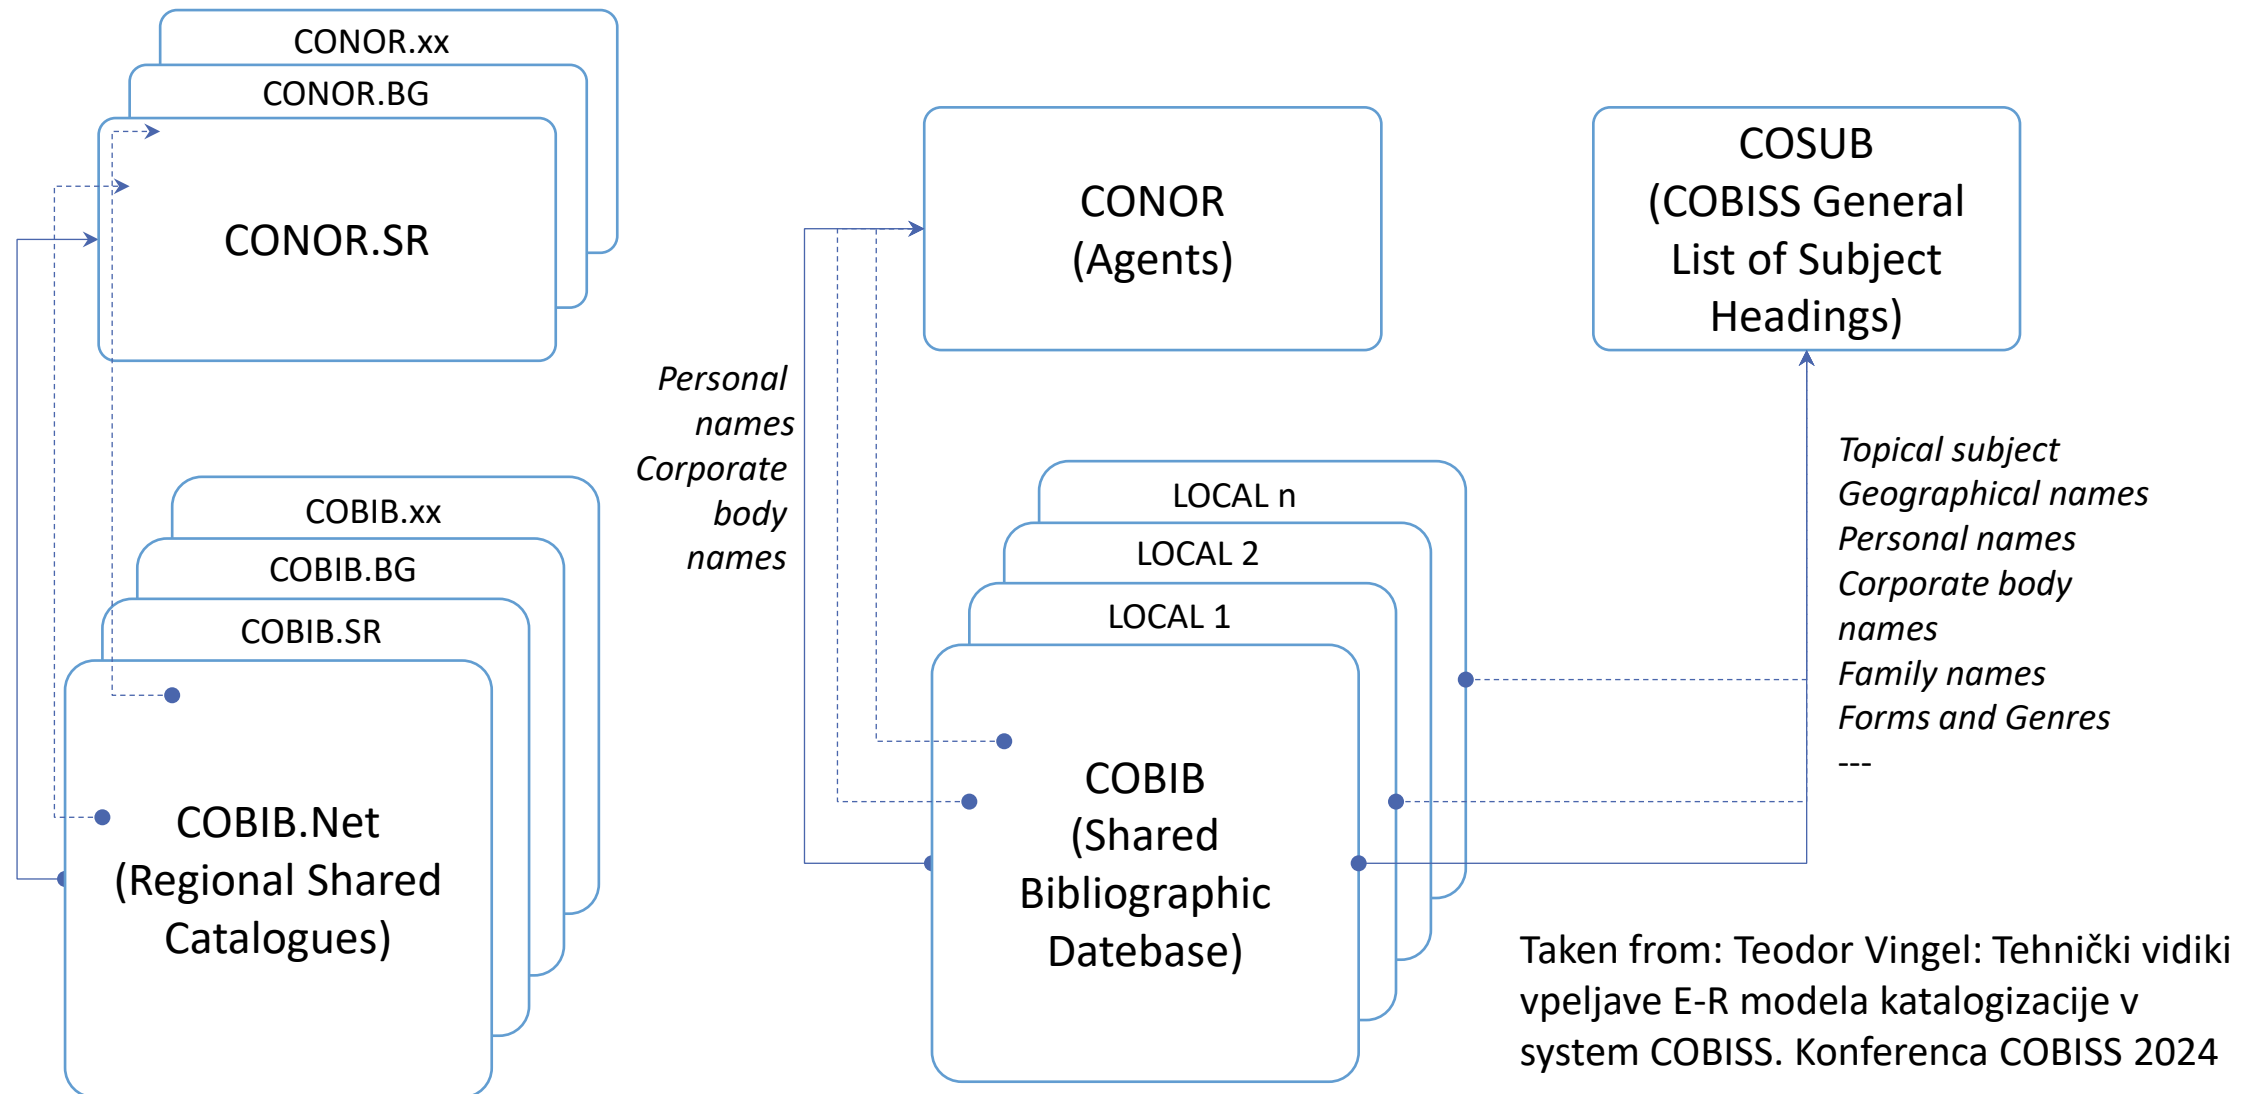 CONOR.xx
CONOR.BG
CONOR.SR
COBIB.xx
COBIB.BG
COBIB.SR
COBIB.Net
(Regional Shared
Catalogues)
CONOR
(Agents)
Personal
names
Corporate
body
names
LOCAL n
LOCAL 2
LOCAL 1
COBIB
(Shared
Bibliographic
Datebase)
COSUB
(COBISS General
List of Subject
Headings)
Topical subject
Geographical names
Personal names
Corporate body
names
Family names
Forms and Genres
---
Taken from: Teodor Vingel: Tehnički vidiki
vpeljave E-R modela katalogizacije v
system COBISS. Konferenca COBISS 2024